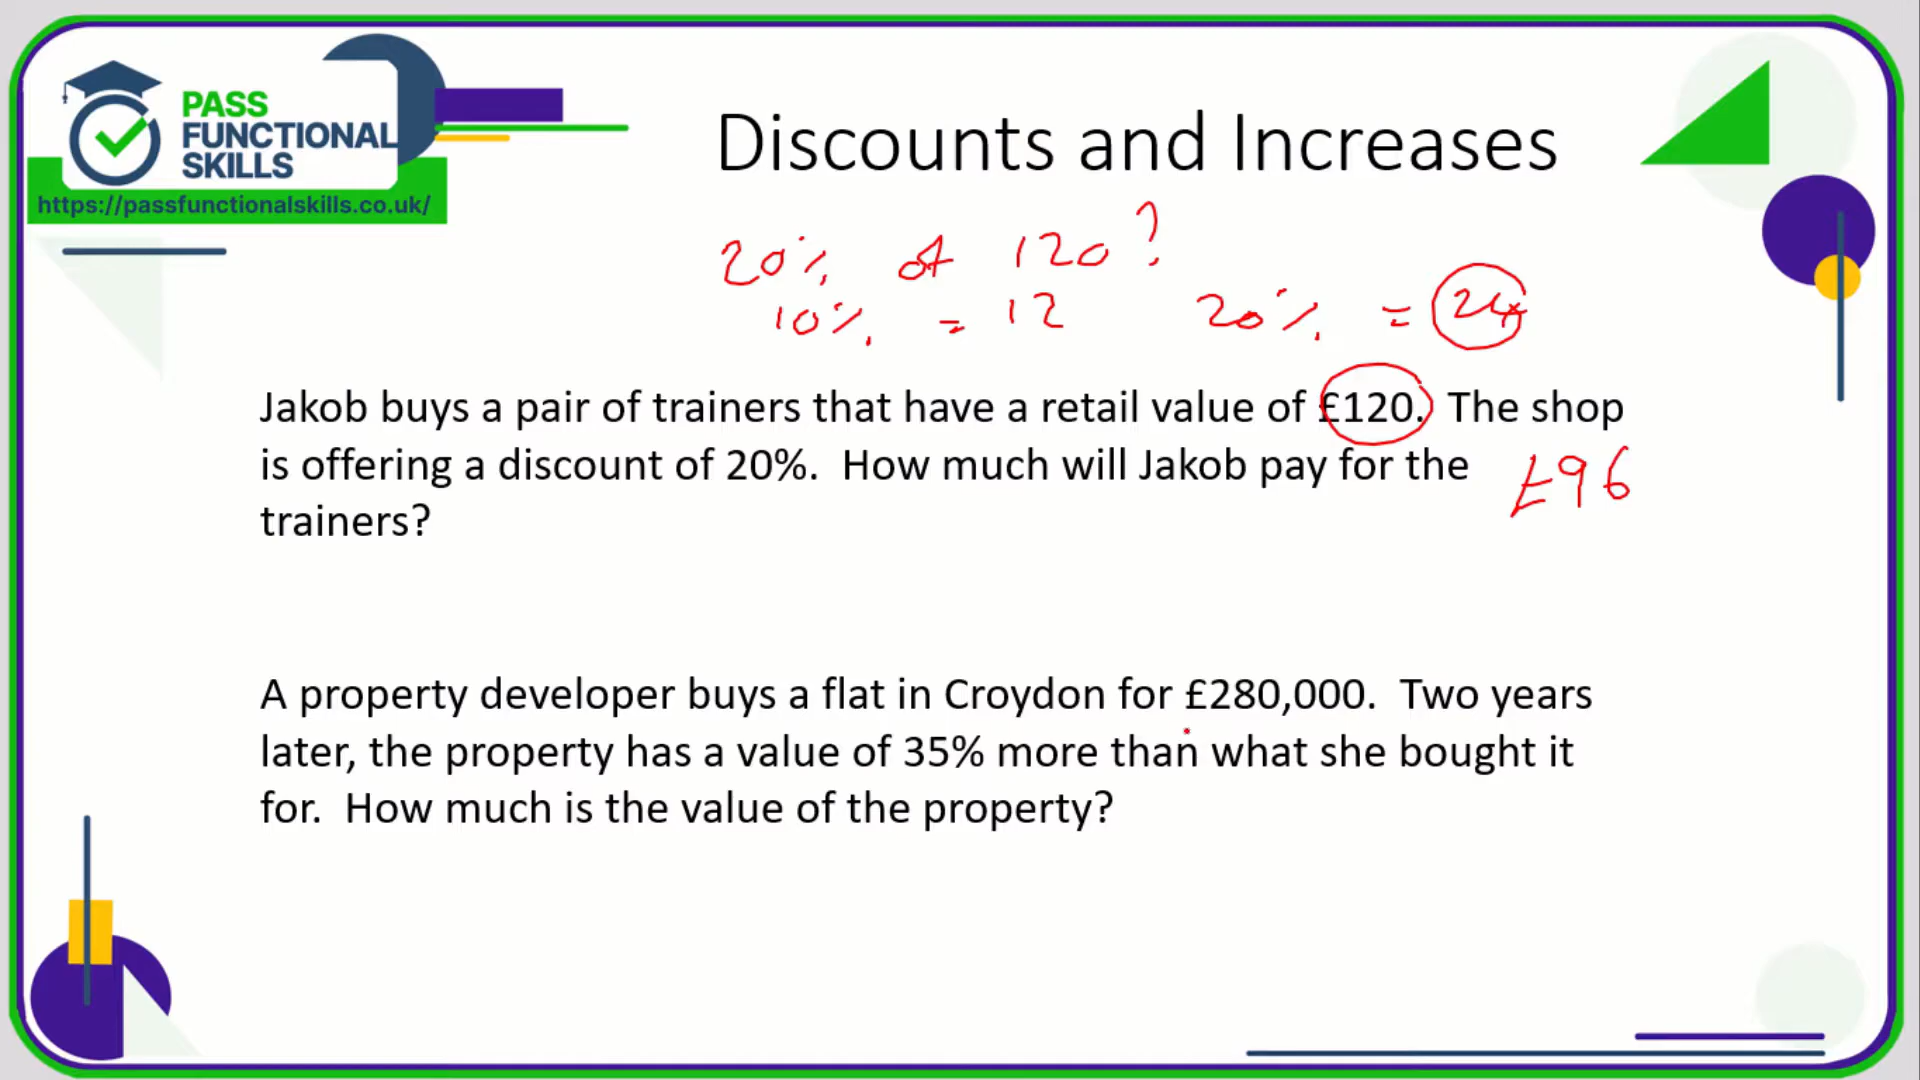 PASS
FUNCTIONAL
SKILLS
https://passfunctionalskills.co.uk/
Discounts and Increases
20% of 120?
10% = 12 20% = 24
Jakob buys a pair of trainers that have a retail value of £120. The shop
is offering a discount of 20%. How much will Jakob pay for the
trainers?
£96
A property developer buys a flat in Croydon for £280,000. Two years
later, the property has a value of 35% more than what she bought it
for. How much is the value of the property?